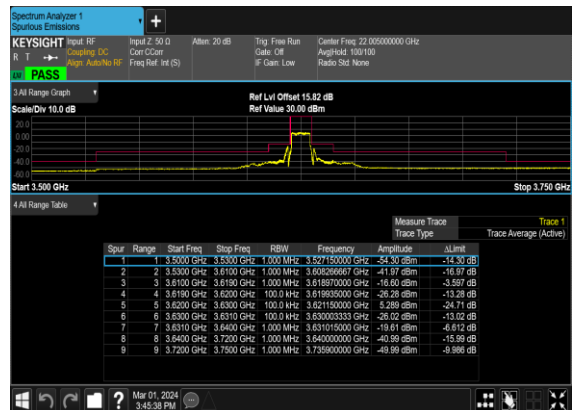 Spectrum Analyzer 1
Spurious Emissions
+
KEYSIGHT Input: RF Input Z: 50 Ω Atten: 20 dB Trig: Free Run Center Freq: 22.005000000 GHz
R T Coupling: DC Corr CCorr Gate: Off Avg|Hold: 100/100
Align: Auto/No RF Freq Ref: Int (S) IF Gain: Low Radio Std: None
LW PASS
3 All Range Graph
Ref Lvl Offset 15.82 dB
Scale/Div 10.0 dB Ref Value 30.00 dBm
20.0
0.00
-20.0
-40.0
-60.0
Start 3.500 GHz Stop 3.750 GHz
4 All Range Table
Measure Trace Trace 1
Trace Type Trace Average (Active)
Spur Range Start Freq Stop Freq RBW Frequency Amplitude ΔLimit
1 1 3.5000 GHz 3.5300 GHz 1.000 MHz 3.527150000 GHz -54.30 dBm -14.30 dB
2 2 3.5300 GHz 3.6100 GHz 1.000 MHz 3.608266667 GHz -41.97 dBm -16.97 dB
3 3 3.6100 GHz 3.6190 GHz 1.000 MHz 3.618970000 GHz -16.60 dBm -3.597 dB
4 4 3.6190 GHz 3.6200 GHz 100.0 kHz 3.619935000 GHz -26.28 dBm -13.28 dB
5 5 3.6200 GHz 3.6300 GHz 100.0 kHz 3.621150000 GHz 5.289 dBm -24.71 dB
6 6 3.6300 GHz 3.6310 GHz 100.0 kHz 3.630003333 GHz -26.02 dBm -13.02 dB
7 7 3.6310 GHz 3.6400 GHz 1.000 MHz 3.631015000 GHz -19.61 dBm -6.612 dB
8 8 3.6400 GHz 3.7200 GHz 1.000 MHz 3.640000000 GHz -40.99 dBm -15.99 dB
9 9 3.7200 GHz 3.7500 GHz 1.000 MHz 3.735900000 GHz -49.99 dBm -9.986 dB
? Mar 01, 2024
3:45:38 PM